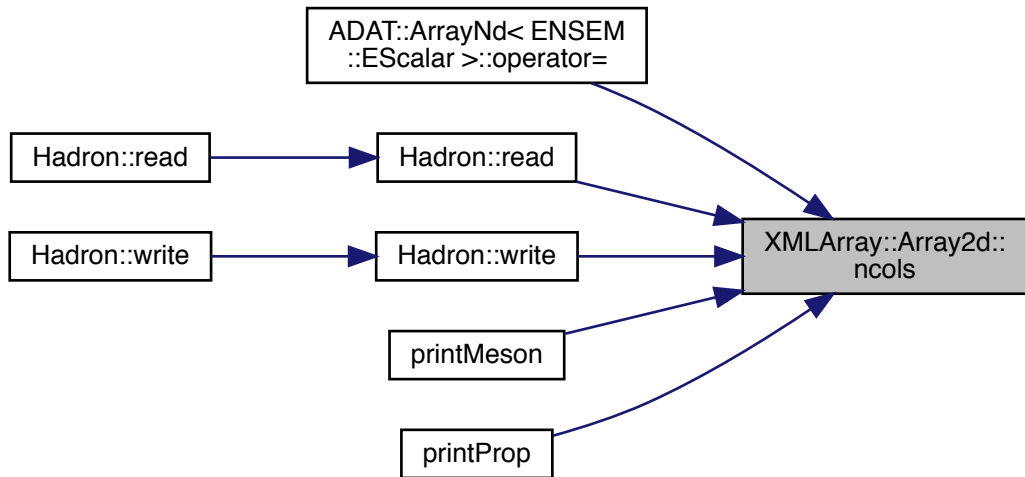 ADAT::ArrayNd< ENSEM
::EScalar >::operator=
Hadron::read
Hadron::read
XMLArray::Array2d::
ncols
Hadron::write
Hadron::write
printMeson
printProp